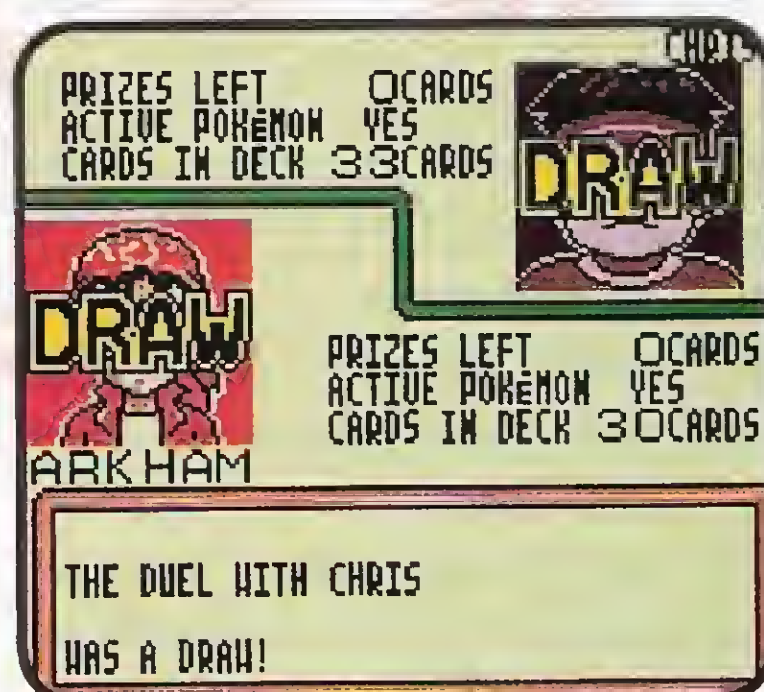 PRIZES LEFT 0CARDS
ACTIVE POKéMON YES
CARDS IN DECK 33CARDS
DRAW
DRAW
ARKHAM
PRIZES LEFT 0CARDS
ACTIVE POKéMON YES
CARDS IN DECK 30CARDS
THE DUEL WITH CHRIS
WAS A DRAW!